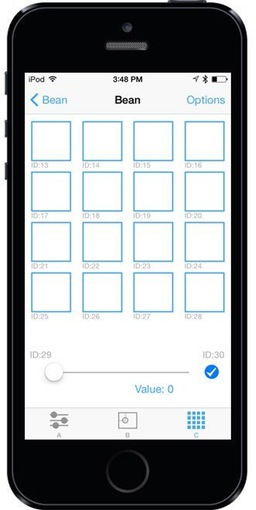 iPod 3:48 PM
Bean Bean Options
ID:13 ID:14 ID:15 ID:16
ID:17 ID:18 ID:19 ID:20
ID:21 ID:22 ID:23 ID:24
ID:25 ID:26 ID:27 ID:28
ID:29 ID:30
Value: 0
A B C